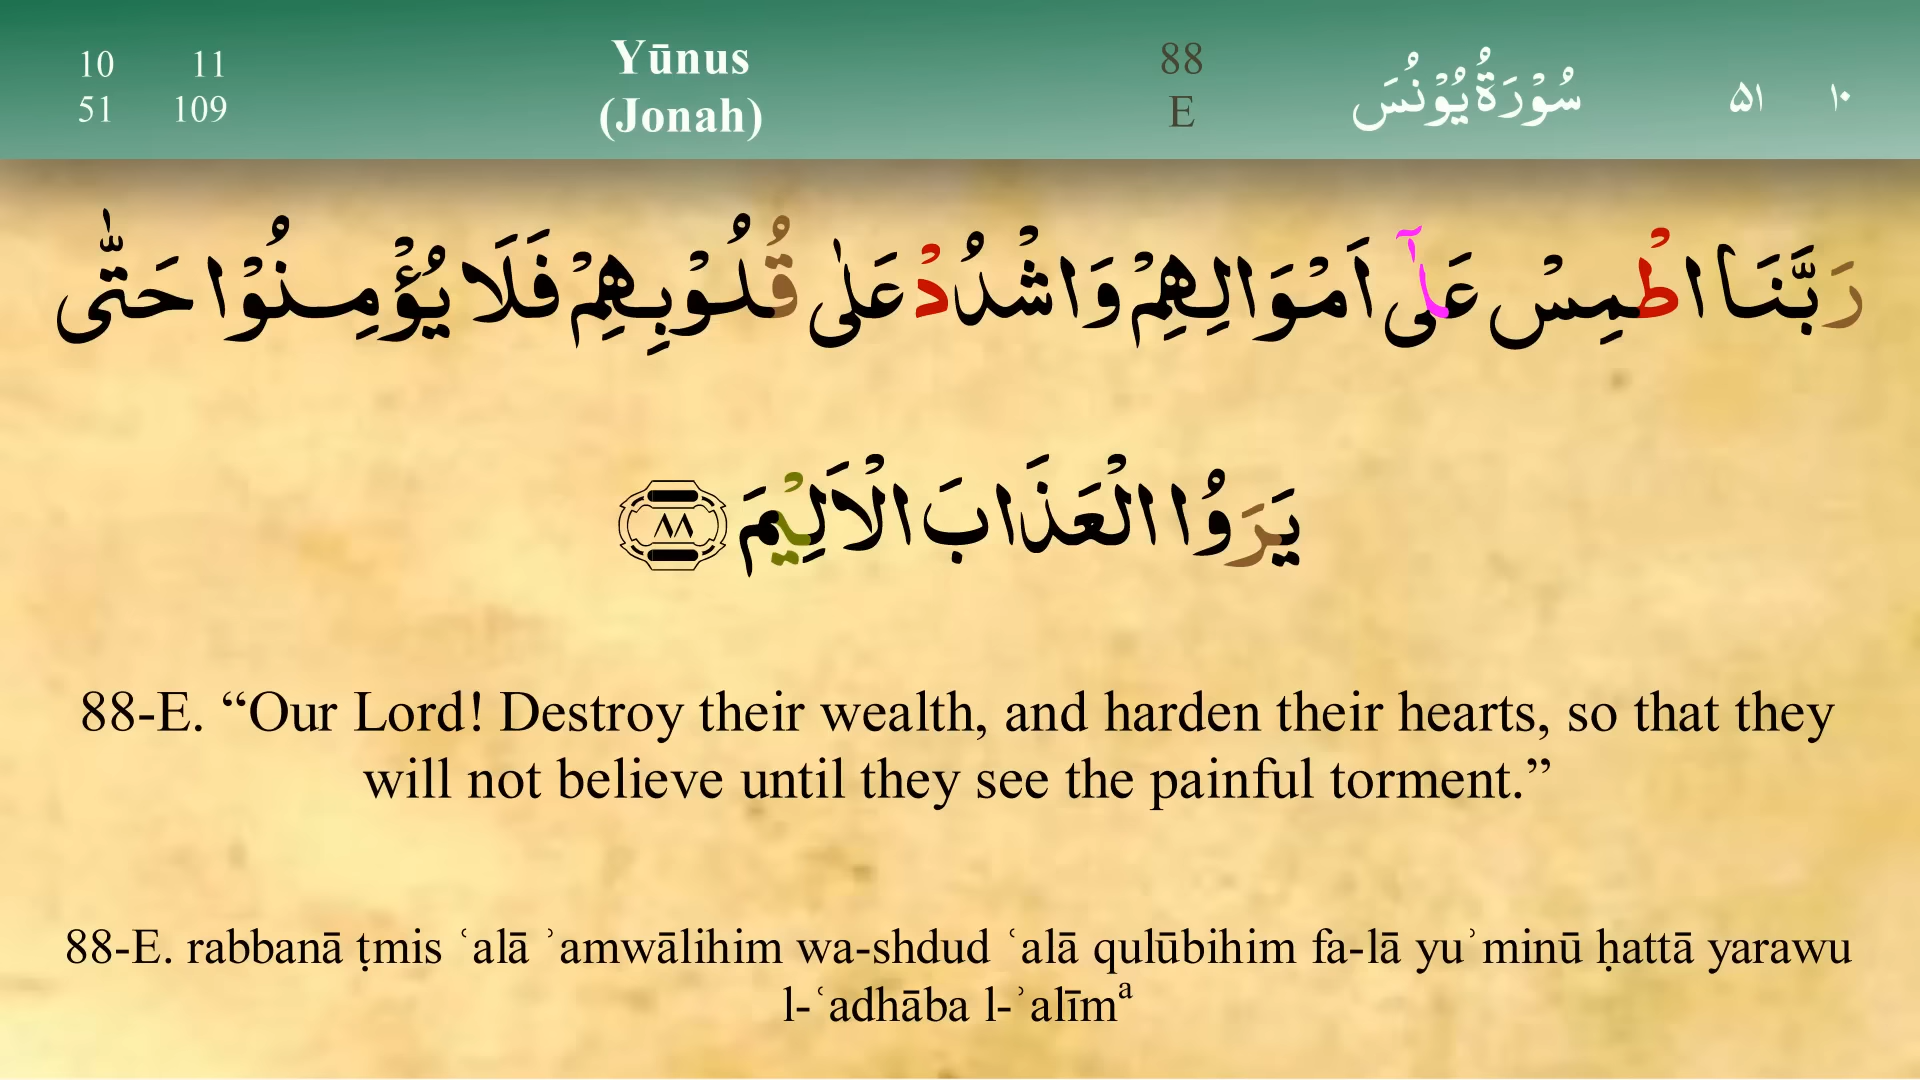 10 11
51 109
Yūnus
(Jonah)
88
E
سُوْرَةُ يُوْنُسَ
۵۱ ۱۰
رَبَّنَا اطْمِسْ عَلٰٓى اَمْوَالِهِمْ وَاشْدُدْ عَلٰى قُلُوْبِهِمْ فَلَا يُؤْمِنُوْا حَتّٰى
يَرَوُا الْعَذَابَ الْاَلِيْمَ ٨٨
88-E. “Our Lord! Destroy their wealth, and harden their hearts, so that they
will not believe until they see the painful torment.”
88-E. rabbanā ṭmis ʿalā ʾamwālihim wa-shdud ʿalā qulūbihim fa-lā yuʾminū ḥattā yarawu
l-ʿadhāba l-ʾalīmᵃ